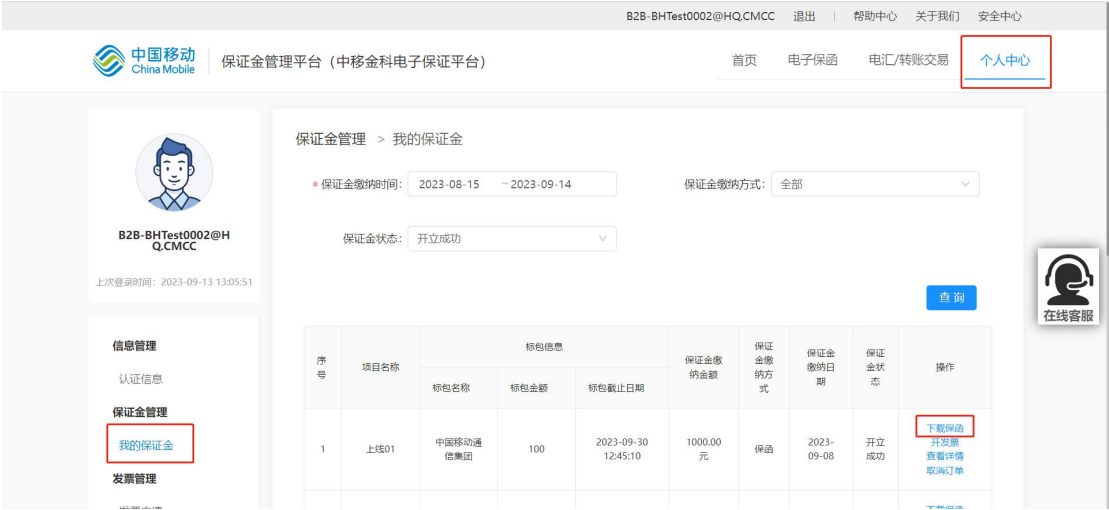 B2B-BHTest0002@HQ.CMCC 退出 | 帮助中心 关于我们 安全中心
中国移动
China Mobile
保证金管理平台（中移金科电子保证平台）
首页 电子保函 电汇/转账交易 个人中心
B2B-BHTest0002@H
Q.CMCC
上次登录时间：2023-09-13 13:05:51
信息管理
认证信息
保证金管理
我的保证金
发票管理
保证金管理 > 我的保证金
* 保证金缴纳时间： 2023-08-15 ~ 2023-09-14
保证金缴纳方式： 全部
保证金状态： 开立成功
查 询
在线客服
序
号
项目名称
标包信息
标包名称 标包金额 标包截止日期
保证金缴
纳金额
保证
金缴
纳方
式
保证金
缴纳日
期
保证
金状
态
操作
1
上线01
中国移动通
信集团
100
2023-09-30
12:45:10
1000.00
元
保函
2023-
09-08
开立
成功
下载保函
开发票
查看详情
取消订单